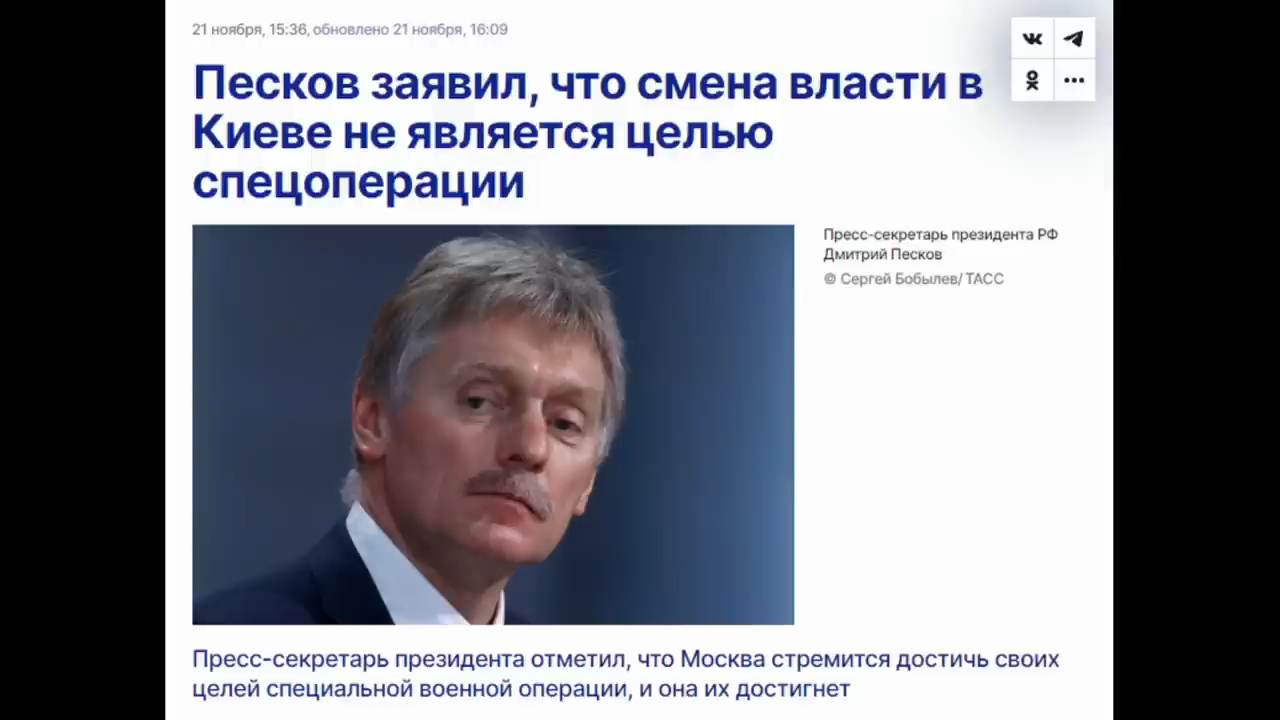 21 ноября, 15:36, обновлено 21 ноября, 16:09
Песков заявил, что смена власти в
Киеве не является целью
спецоперации
Пресс-секретарь президента РФ
Дмитрий Песков
© Сергей Бобылев/ ТАСС
Пресс-секретарь президента отметил, что Москва стремится достичь своих
целей специальной военной операции, и она их достигнет